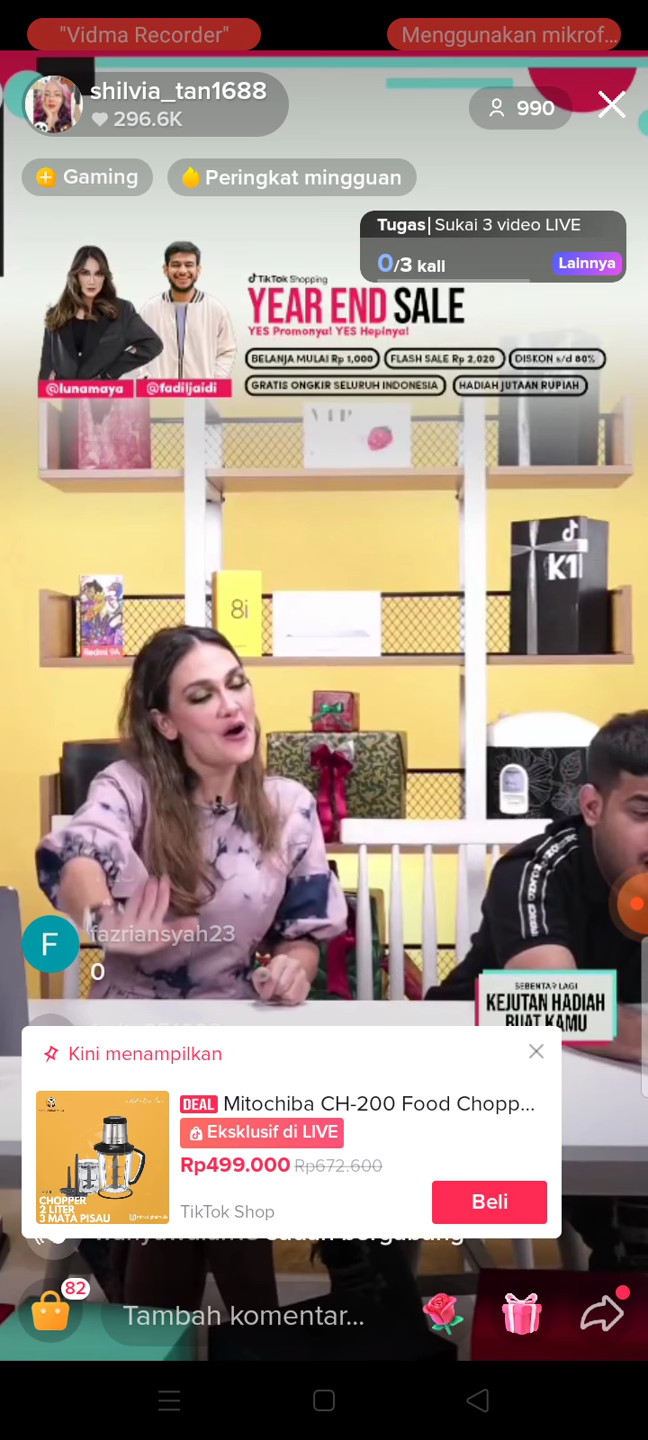 "Vidma Recorder"
Menggunakan mikrof...
shilvia_tan1688
296.6K
990
Gaming
Peringkat mingguan
Tugas | Sukai 3 video LIVE
0/3 kali
Lainnya
TikTok Shopping
YEAR END SALE
YES Promonya! YES Hepinya!
BELANJA MULAI Rp 1,000
FLASH SALE Rp 2,020
DISKON s/d 80%
GRATIS ONGKIR SELURUH INDONESIA
HADIAH JUTAAN RUPIAH
@lunamaya
@fadiljaidi
VIP
K1
8i
Redmi 9A
F
fazriansyah23
0
SEBENTAR LAGI
KEJUTAN HADIAH
BUAT KAMU
Kini menampilkan
DEAL Mitochiba CH-200 Food Chopp...
Eksklusif di LIVE
Rp499.000 Rp672.600
CHOPPER
2 LITER
3 MATA PISAU
TikTok Shop
Beli
82
Tambah komentar...